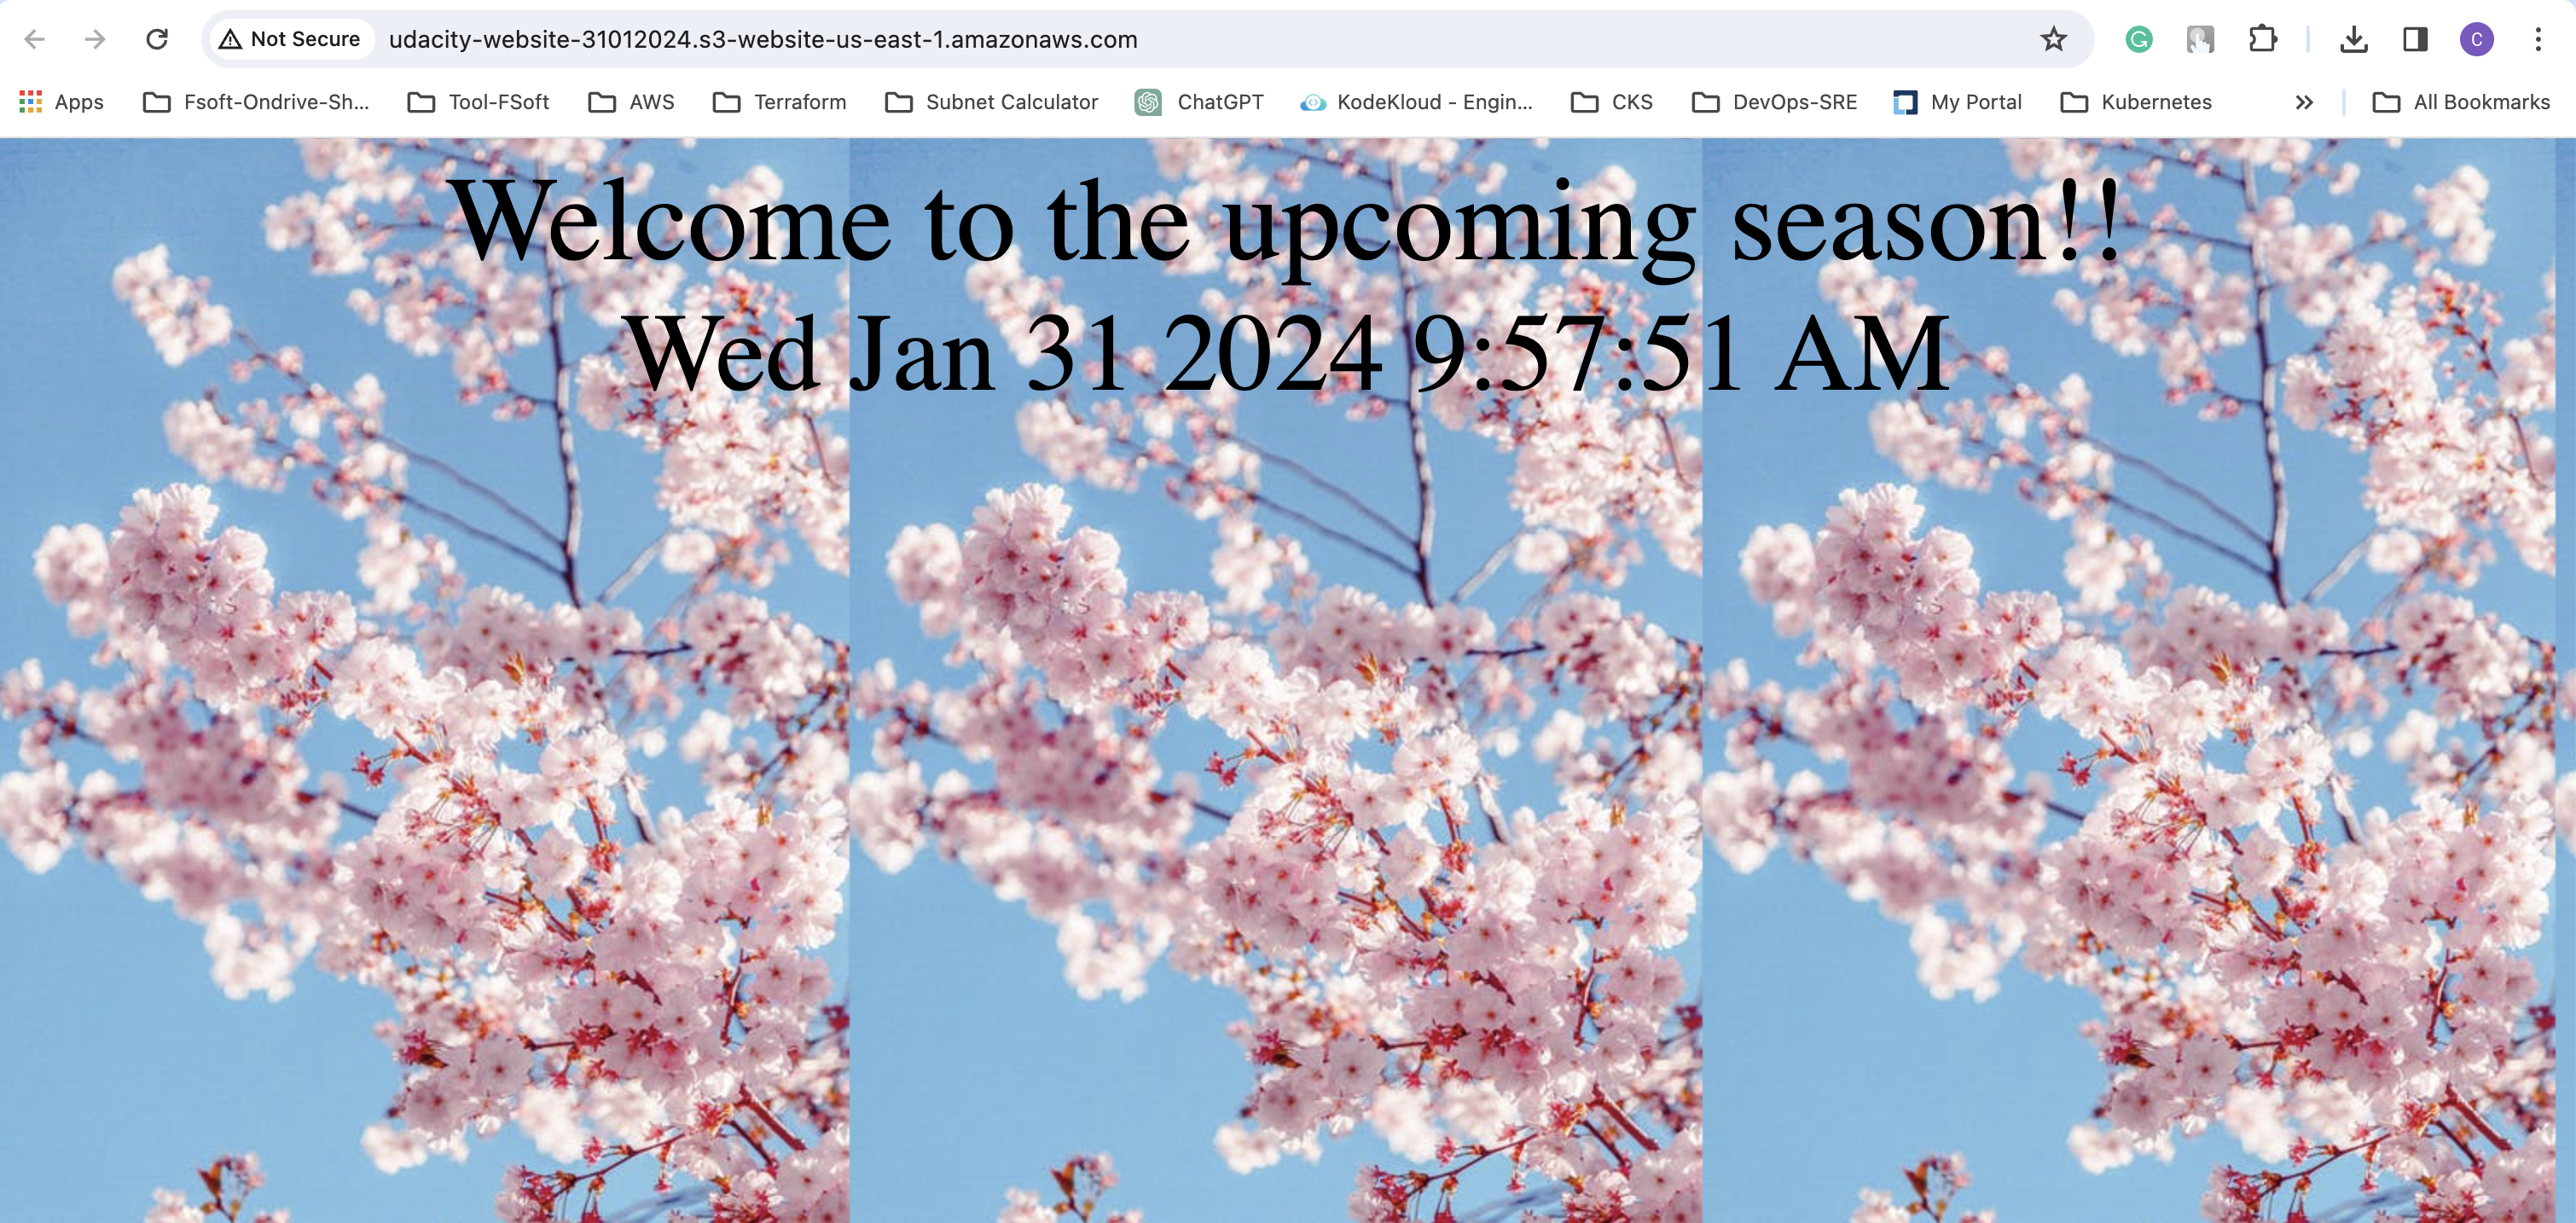 Not Secure udacity-website-31012024.s3-website-us-east-1.amazonaws.com C
Apps Fsoft-Ondrive-Sh... Tool-FSoft AWS Terraform Subnet Calculator ChatGPT KodeKloud - Engin... CKS DevOps-SRE My Portal Kubernetes » All Bookmarks
Welcome to the upcoming season!!
Wed Jan 31 2024 9:57:51 AM